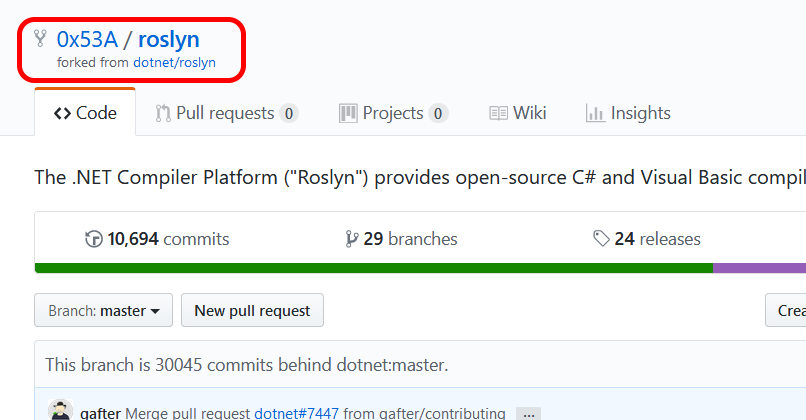 0x53A / roslyn
forked from dotnet/roslyn
Code Pull requests 0 Projects 0 Wiki Insights
The .NET Compiler Platform ("Roslyn") provides open-source C# and Visual Basic compil
10,694 commits 29 branches 24 releases
Branch: master New pull request Crea
This branch is 30045 commits behind dotnet:master.
gafter Merge pull request dotnet#7447 from gafter/contributing ...